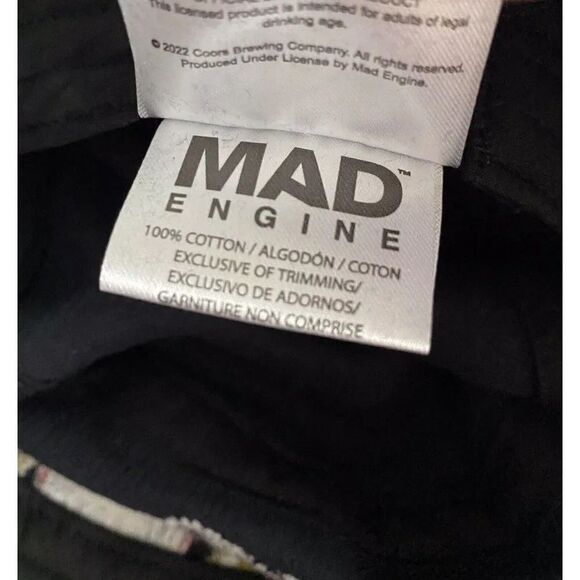 PRODUCT
This licensed product is intended for adults of legal
drinking age.
© 2022 Coors Brewing Company. All rights reserved.
Produced Under License by Mad Engine.
MAD™
ENGINE
100% COTTON / ALGODÓN / COTON
EXCLUSIVE OF TRIMMING/
EXCLUSIVO DE ADORNOS/
GARNITURE NON COMPRISE